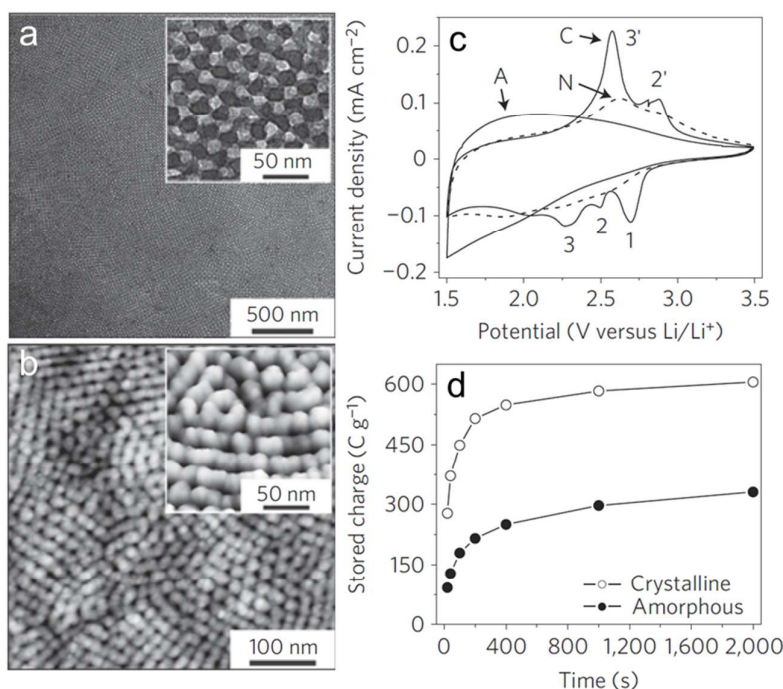 a
50 nm
500 nm
b
50 nm
100 nm
c
Current density (mA cm⁻²)
0.2
0.1
0
−0.1
−0.2
C
3'
A
N
2'
3
2
1
1.5 2.0 2.5 3.0 3.5
Potential (V versus Li/Li⁺)
d
Stored charge (C g⁻¹)
600
450
300
150
0
Crystalline
Amorphous
0 400 800 1,200 1,600 2,000
Time (s)